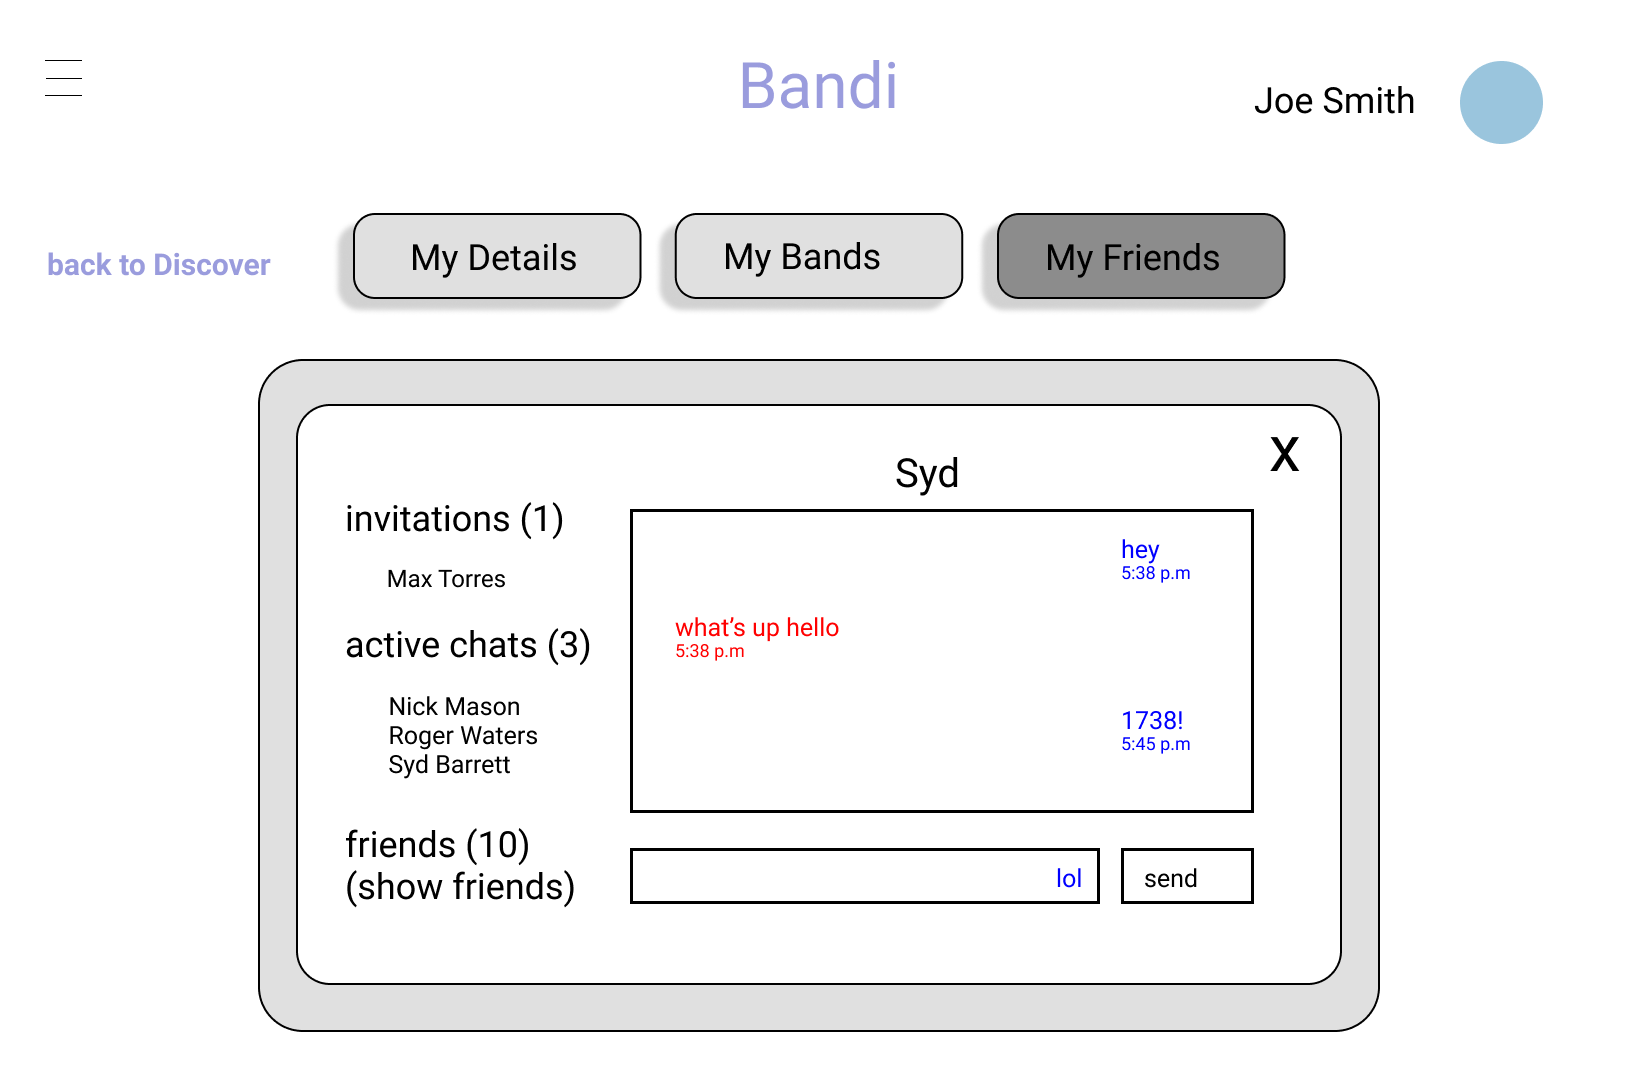 Bandi
Joe Smith
back to Discover
My Details
My Bands
My Friends
X
Syd
invitations (1)
Max Torres
active chats (3)
Nick Mason
Roger Waters
Syd Barrett
friends (10)
(show friends)
hey
5:38 p.m
what’s up hello
5:38 p.m
1738!
5:45 p.m
lol
send